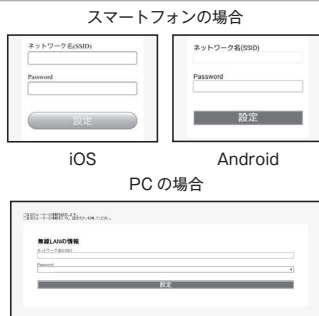 スマートフォンの場合
ネットワーク名(SSID)
Password
設定
iOS
ネットワーク名(SSID)
Password
設定
Android
PC の場合
無線LANの情報
ネットワーク名(SSID)
Password
設定